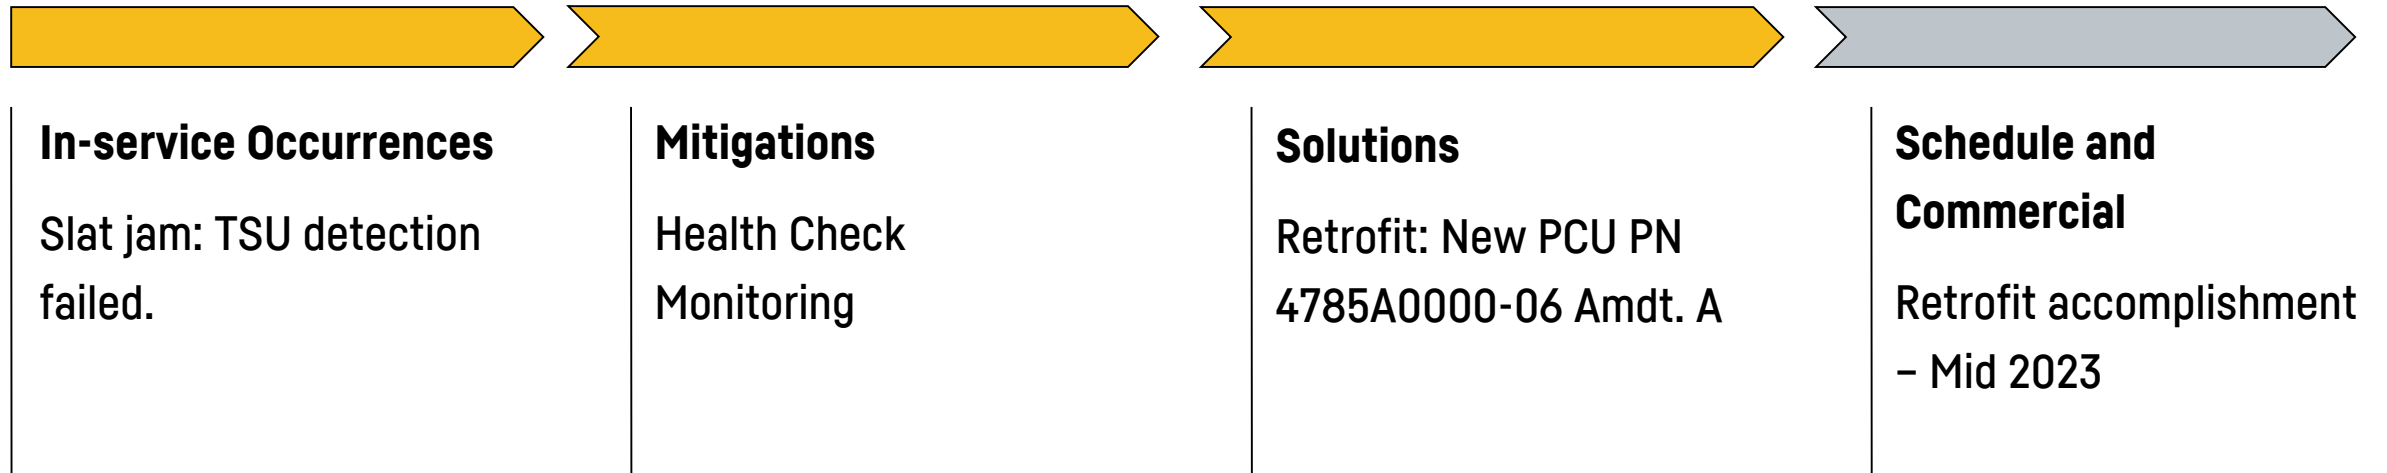 In-service Occurrences
Slat jam: TSU detection
failed.
Mitigations
Health Check
Monitoring
Solutions
Retrofit: New PCU PN
4785A0000-06 Amdt. A
Schedule and
Commercial
Retrofit accomplishment
– Mid 2023